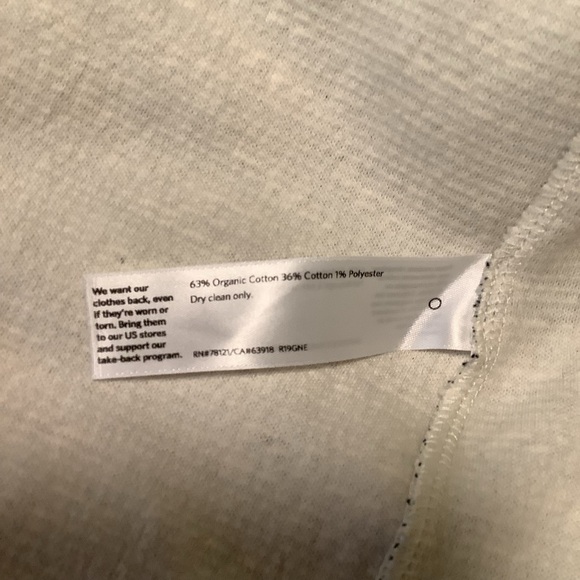 We want our
clothes back, even
if they're worn or
torn. Bring them
to our US stores
and support our
take-back program.
63% Organic Cotton 36% Cotton 1% Polyester
Dry clean only.
RN#78121/CA#63918 R19GNE